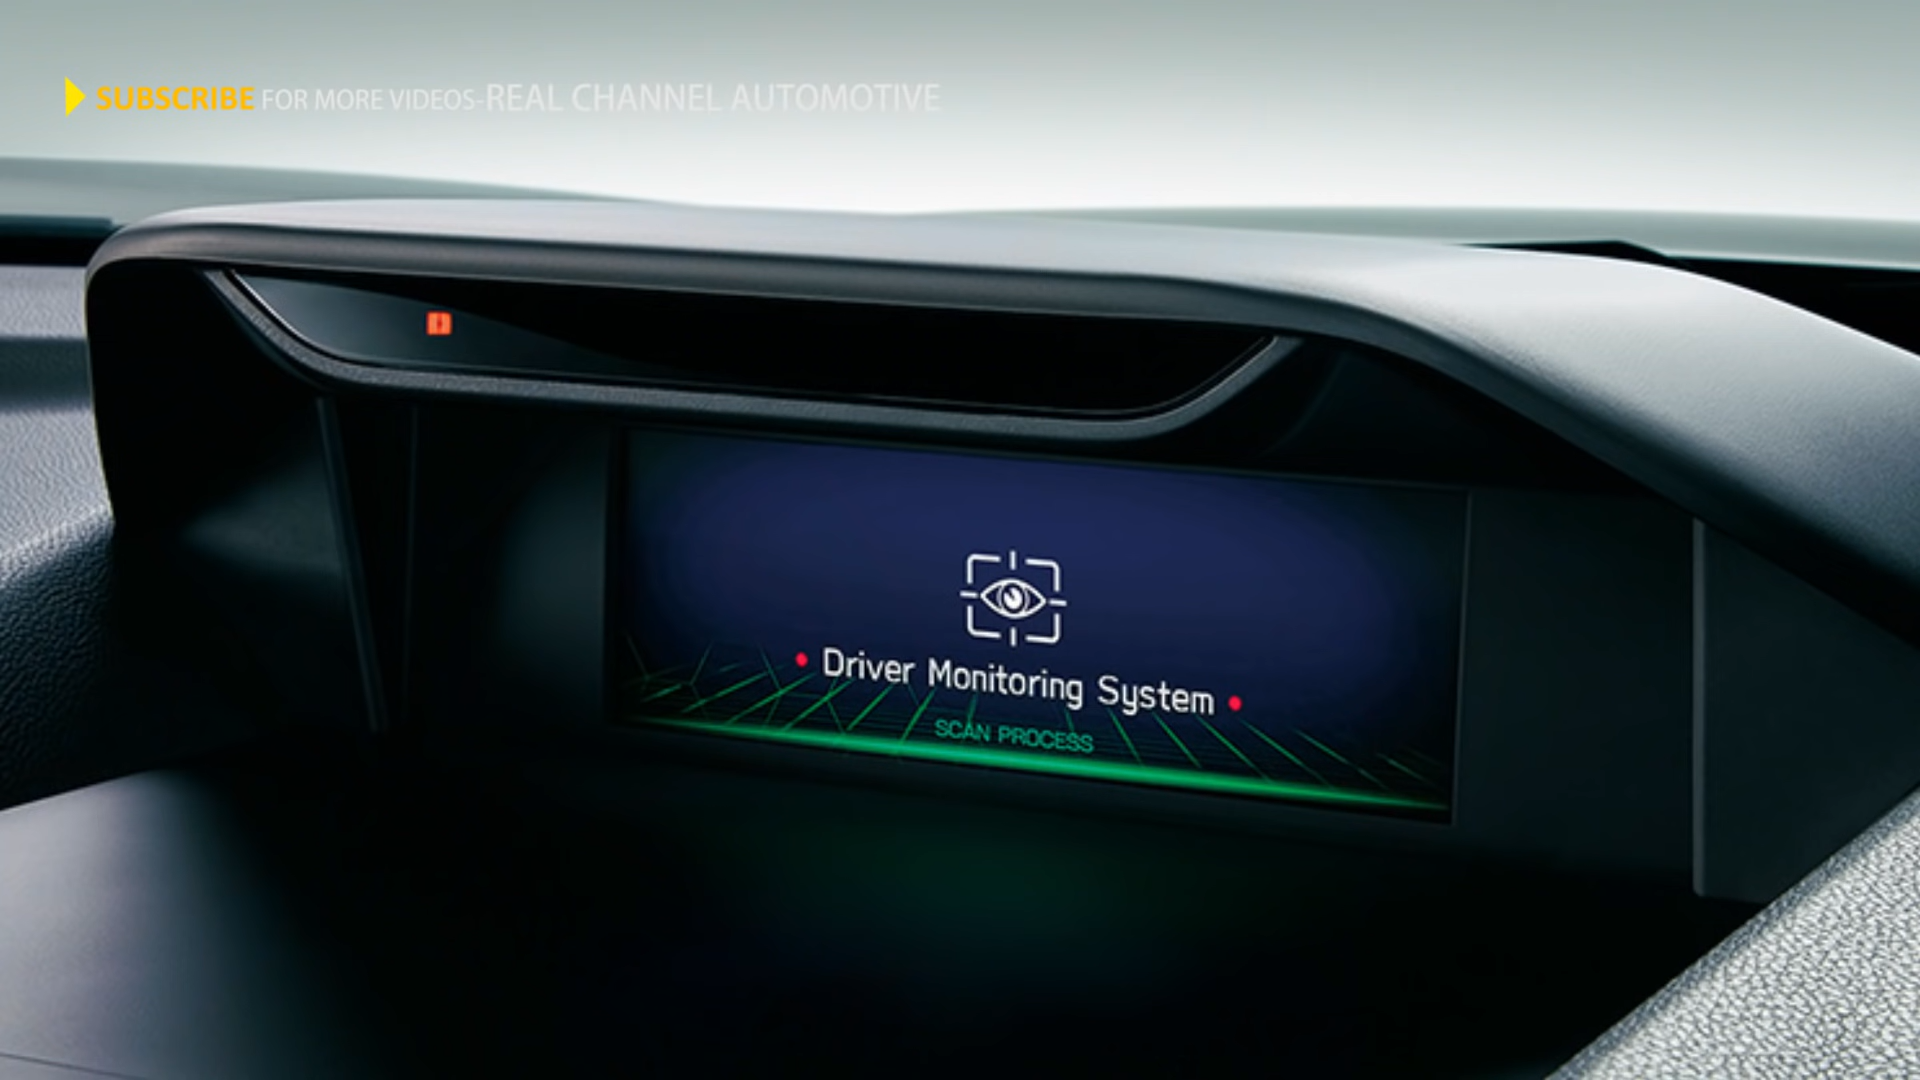 SUBSCRIBE FOR MORE VIDEOS-REAL CHANNEL AUTOMOTIVE
Driver Monitoring System
SCAN PROCESS